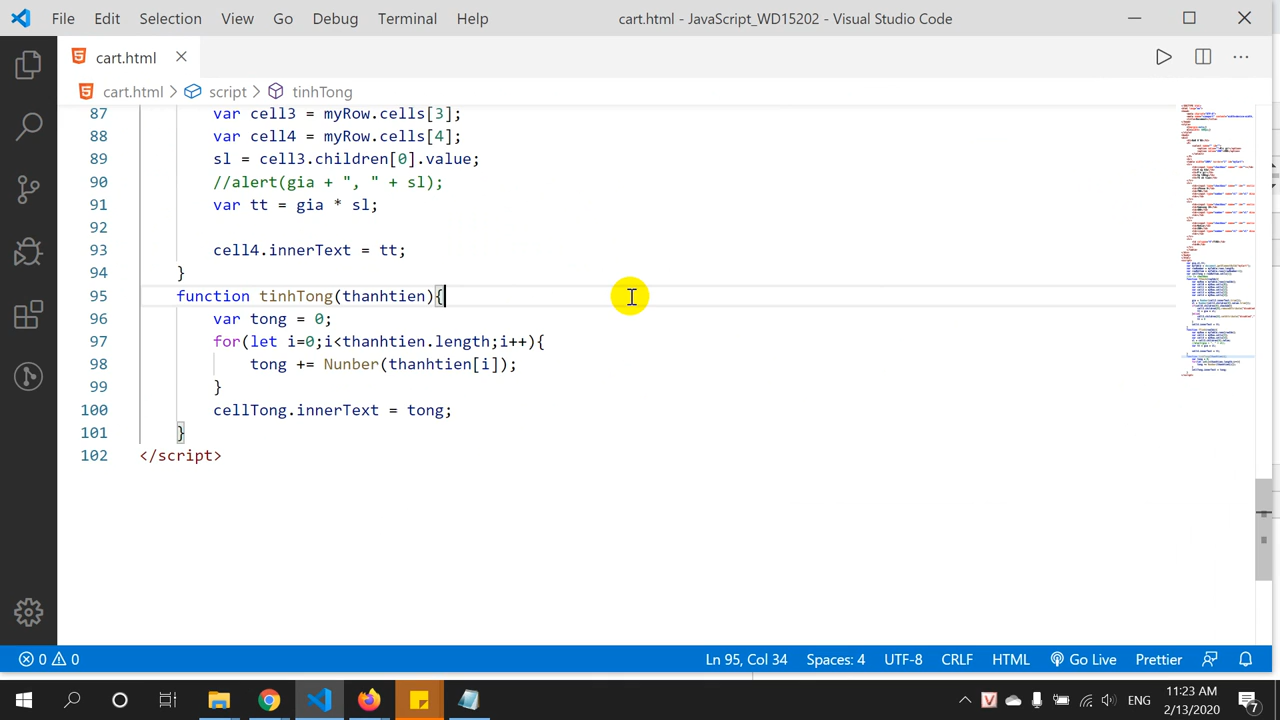 File Edit Selection View Go Debug Terminal Help cart.html - JavaScript_WD15202 - Visual Studio Code
cart.html
cart.html > script > tinhTong
87 var cell3 = myRow.cells[3];
88 var cell4 = myRow.cells[4];
89 sl = cell3.children[0].value;
90 //alert(gia + ", " + sl);
91 var tt = gia * sl;
92
93 cell4.innerText = tt;
94 }
95 function tinhTong(thanhtien){
96 var tong = 0;
97 for(let i=0;i<thanhtien.length;i++){
98 tong += Nunber(thanhtien[i]);
99 }
100 cellTong.innerText = tong;
101 }
102 </script>
0 0 Ln 95, Col 34 Spaces: 4 UTF-8 CRLF HTML Go Live Prettier
ENG 11:23 AM
2/13/2020 7